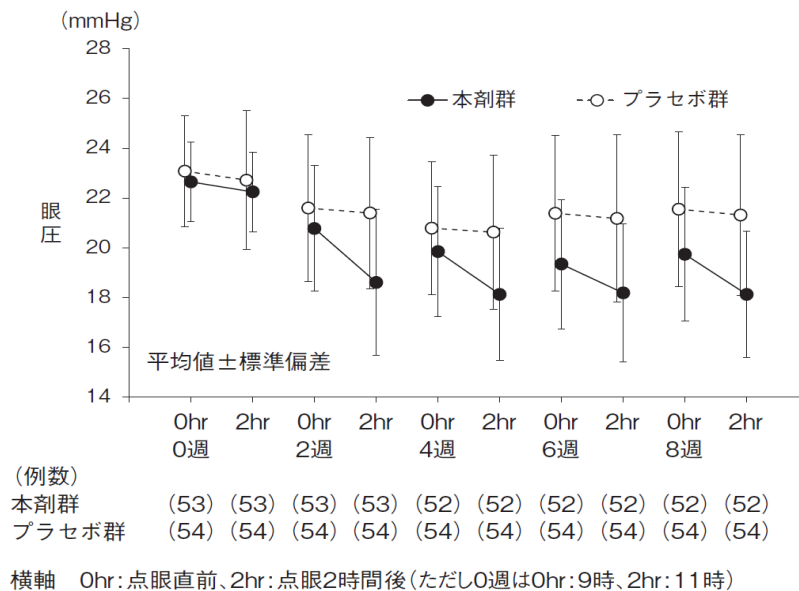 （mmHg）
28
26
24
22
20
18
16
14
眼圧
本剤群
プラセボ群
平均値±標準偏差
0hr 2hr 0hr 2hr 0hr 2hr 0hr 2hr 0hr 2hr
0週 2週 4週 6週 8週
（例数）
本剤群 （53）（53）（53）（53）（52）（52）（52）（52）（52）（52）
プラセボ群 （54）（54）（54）（54）（54）（54）（54）（54）（54）（54）
横軸 0hr：点眼直前、2hr：点眼2時間後（ただし0週は0hr：9時、2hr：11時）